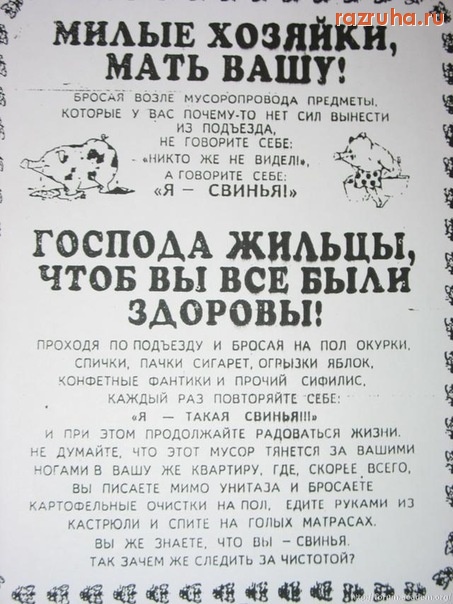 razruha.ru
МИЛЫЕ ХОЗЯЙКИ,
МАТЬ ВАШУ!
БРОСАЯ ВОЗЛЕ МУСОРОПРОВОДА ПРЕДМЕТЫ,
КОТОРЫЕ У ВАС ПОЧЕМУ-ТО НЕТ СИЛ ВЫНЕСТИ
ИЗ ПОДЪЕЗДА,
НЕ ГОВОРИТЕ СЕБЕ:
«НИКТО ЖЕ НЕ ВИДЕЛ!»,
А ГОВОРИТЕ СЕБЕ:
«Я – СВИНЬЯ!»
ГОСПОДА ЖИЛЬЦЫ,
ЧТОБ ВЫ ВСЕ БЫЛИ
ЗДОРОВЫ!
ПРОХОДЯ ПО ПОДЪЕЗДУ И БРОСАЯ НА ПОЛ ОКУРКИ,
СПИЧКИ, ПАЧКИ СИГАРЕТ, ОГРЫЗКИ ЯБЛОК,
КОНФЕТНЫЕ ФАНТИКИ И ПРОЧИЙ СИФИЛИС,
КАЖДЫЙ РАЗ ПОВТОРЯЙТЕ СЕБЕ:
«Я – ТАКАЯ СВИНЬЯ!!!»
И ПРИ ЭТОМ ПРОДОЛЖАЙТЕ РАДОВАТЬСЯ ЖИЗНИ.
НЕ ДУМАЙТЕ, ЧТО ЭТОТ МУСОР ТЯНЕТСЯ ЗА ВАШИМИ
НОГАМИ В ВАШУ ЖЕ КВАРТИРУ, ГДЕ, СКОРЕЕ ВСЕГО,
ВЫ ПИСАЕТЕ МИМО УНИТАЗА И БРОСАЕТЕ
КАРТОФЕЛЬНЫЕ ОЧИСТКИ НА ПОЛ, ЕДИТЕ РУКАМИ ИЗ
КАСТРЮЛИ И СПИТЕ НА ГОЛЫХ МАТРАСАХ.
ВЫ ЖЕ ЗНАЕТЕ, ЧТО ВЫ –СВИНЬЯ.
ТАК ЗАЧЕМ ЖЕ СЛЕДИТЬ ЗА ЧИСТОТОЙ?